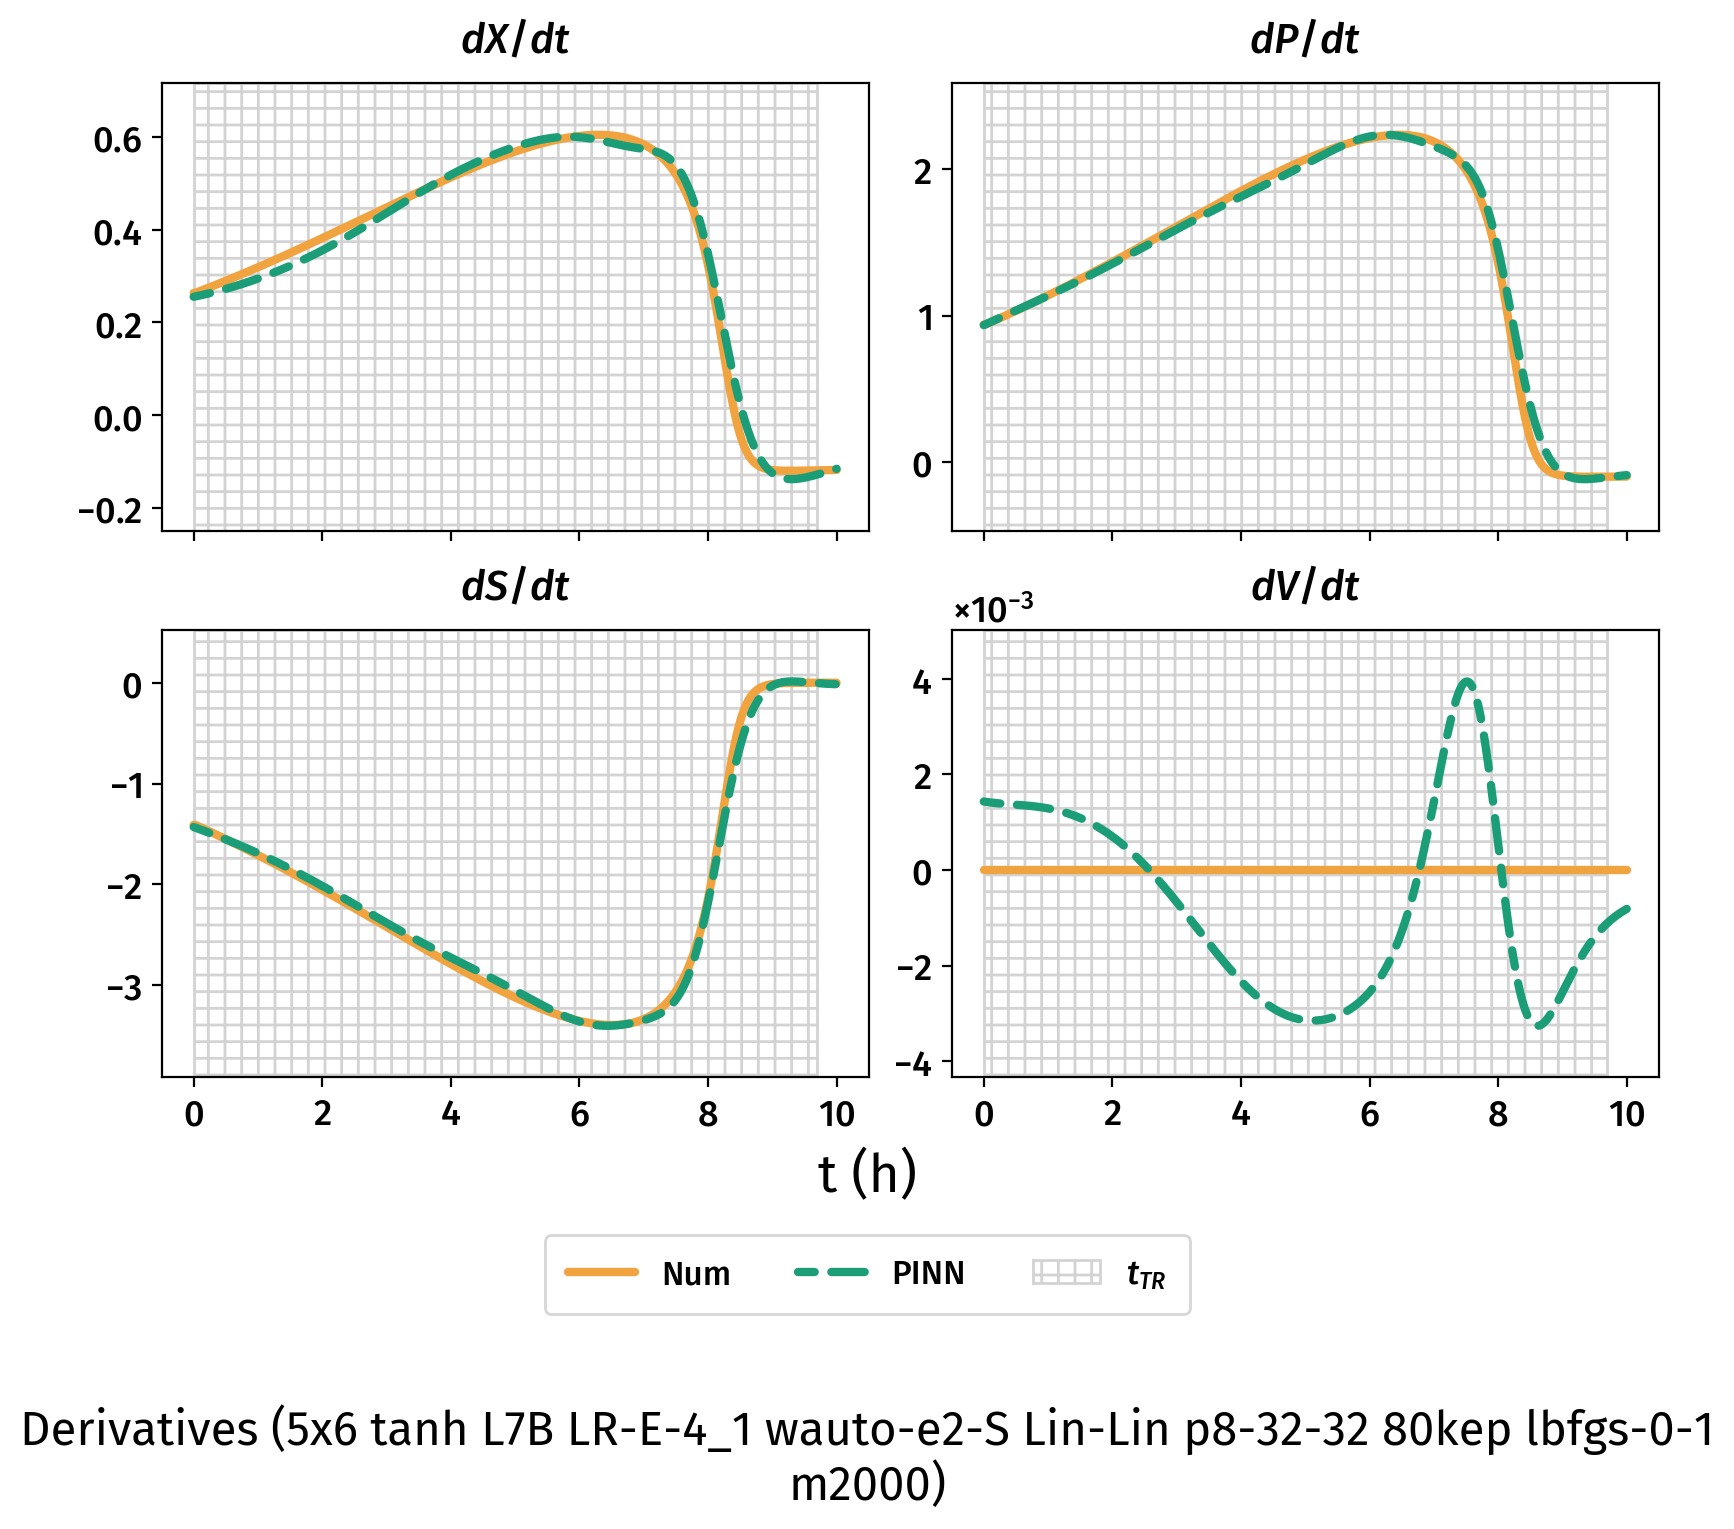 dX/dt
dP/dt
0.6
0.4
0.2
0.0
−0.2
2
1
0
dS/dt
dV/dt
×10⁻³
0
−1
−2
−3
4
2
0
−2
−4
0 2 4 6 8 10
0 2 4 6 8 10
t (h)
Num PINN t_TR
Derivatives (5x6 tanh L7B LR-E-4_1 wauto-e2-S Lin-Lin p8-32-32 80kep lbfgs-0-1
m2000)